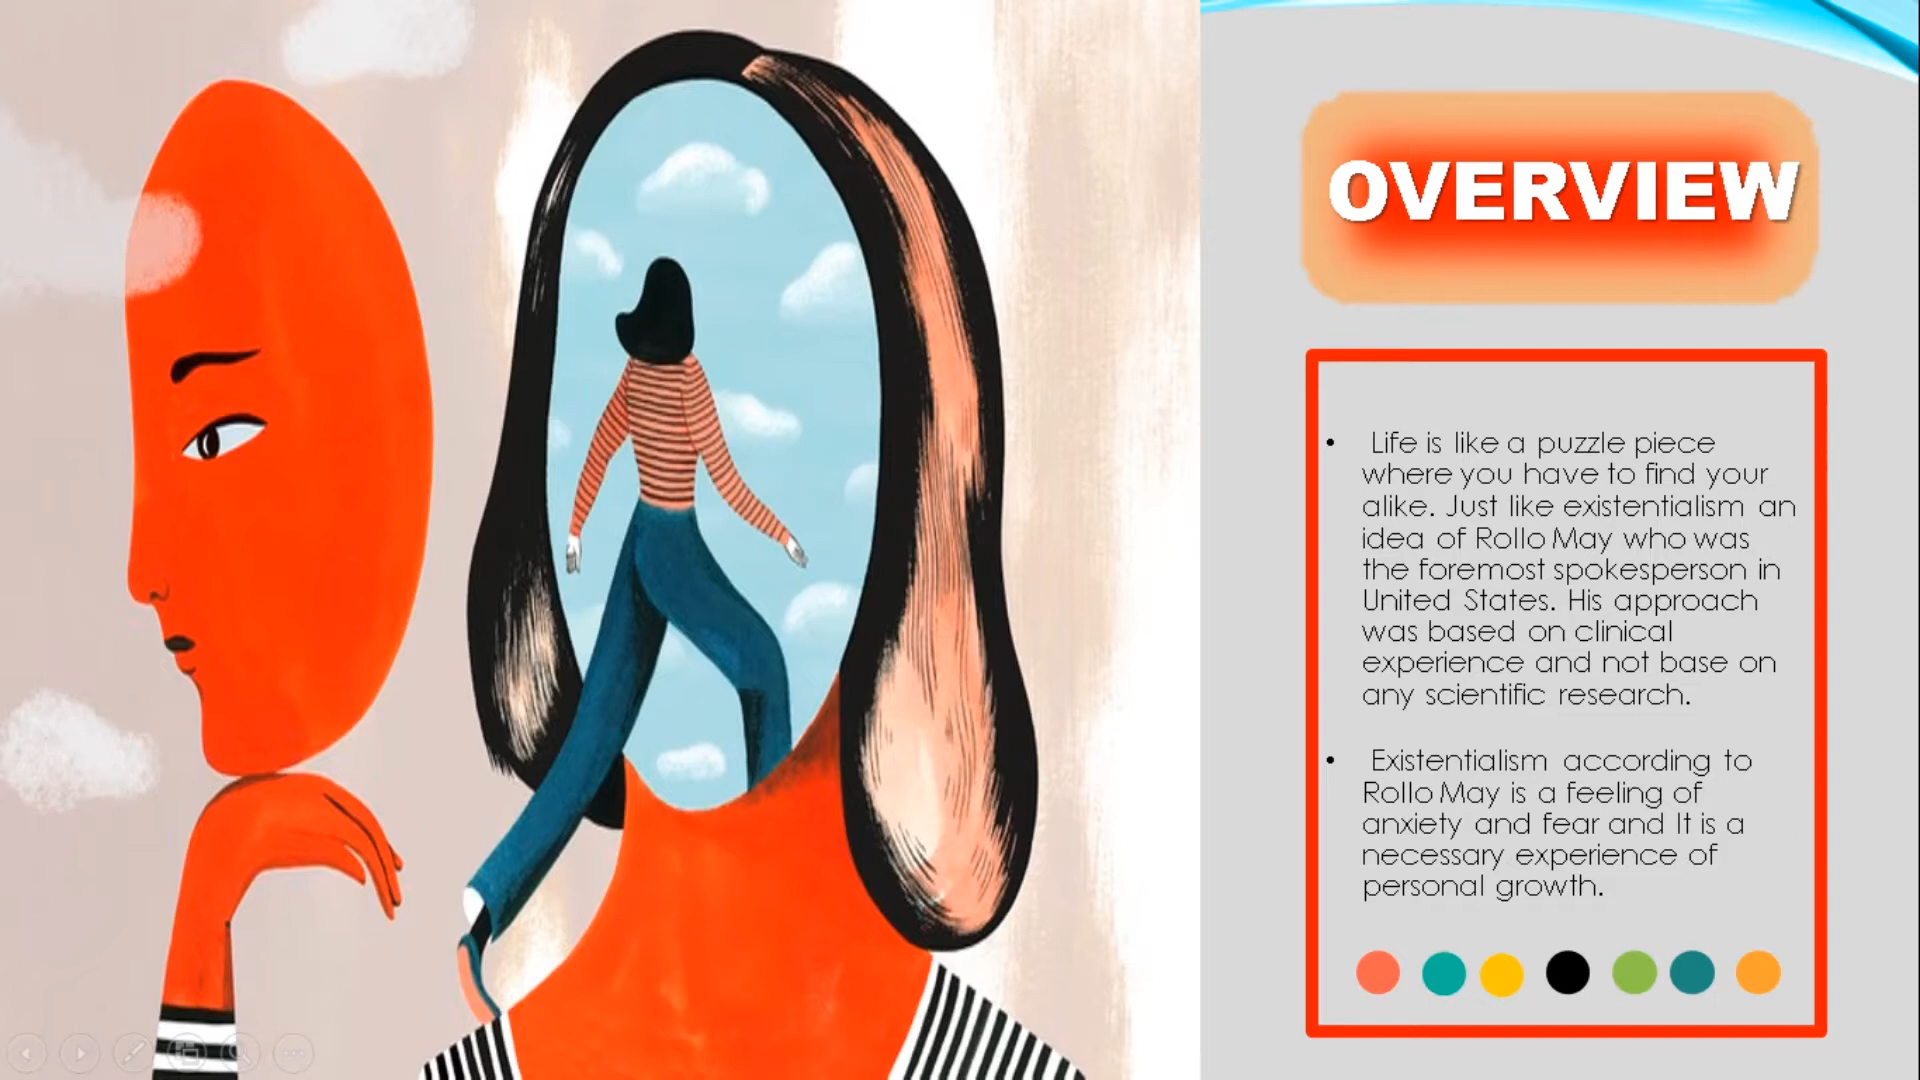 OVERVIEW
• Life is like a puzzle piece
where you have to find your
alike. Just like existentialism an
idea of Rollo May who was
the foremost spokesperson in
United States. His approach
was based on clinical
experience and not base on
any scientific research.
• Existentialism according to
Rollo May is a feeling of
anxiety and fear and It is a
necessary experience of
personal growth.